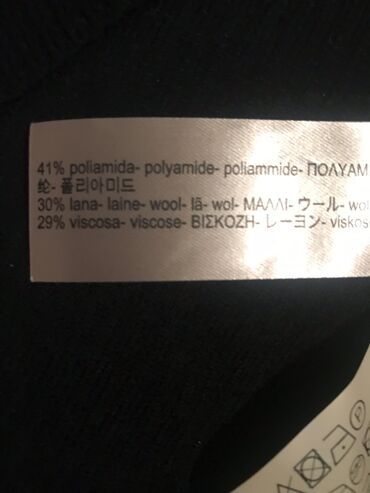 41% poliamida- polyamide- poliammide- ΠΟΛΥΑΜ
纶- 폴리아미드
30% lana- laine- wool- lã- wol- ΜΑΛΛΙ- ウール- wo
29% viscosa- viscose- ΒΙΣΚΟΖΗ- レーヨン- viskos